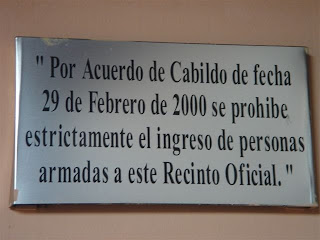 " Por Acuerdo de Cabildo de fecha
29 de Febrero de 2000 se prohibe
estrictamente el ingreso de personas
armadas a este Recinto Oficial. "